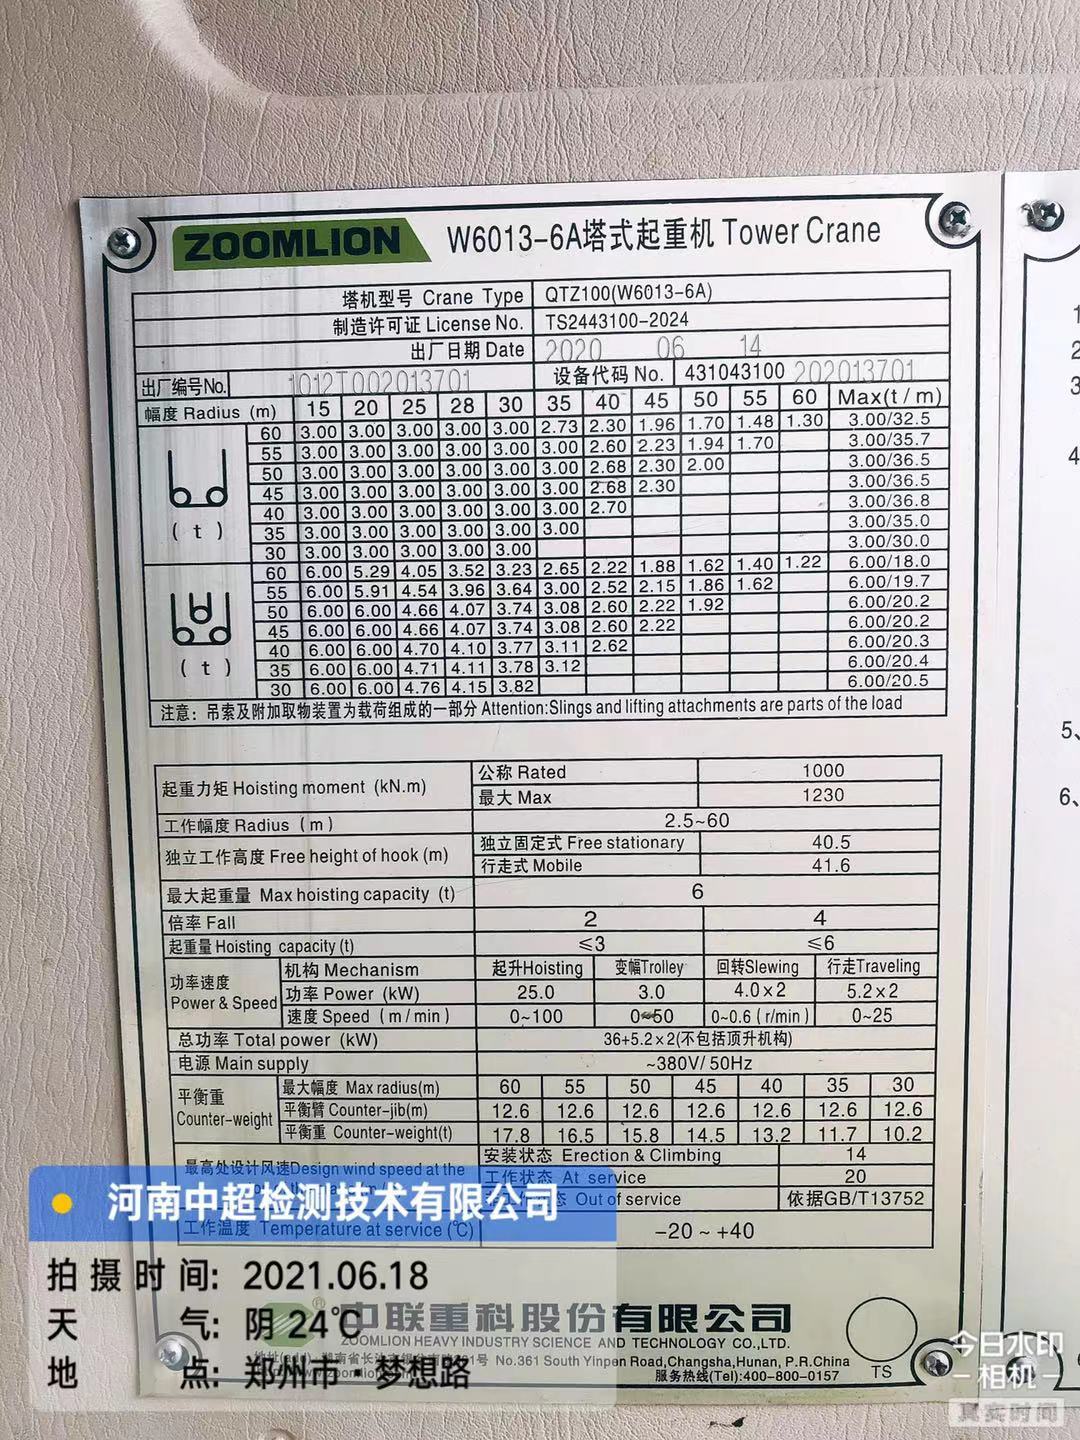 ZOOMLION W6013-6A塔式起重机 Tower Crane
塔机型号 Crane Type QTZ100(W6013-6A)
制造许可证 License No. TS2443100-2024
出厂日期 Date 2020 06 14
出厂编号No. 1012T002013701 设备代码 No. 431043100 202013701
幅度 Radius (m) 15 20 25 28 30 35 40 45 50 55 60 Max(t/m)
60 3.00 3.00 3.00 3.00 3.00 2.73 2.30 1.96 1.70 1.48 1.30 3.00/32.5
55 3.00 3.00 3.00 3.00 3.00 3.00 2.60 2.23 1.94 1.70 3.00/35.7
50 3.00 3.00 3.00 3.00 3.00 3.00 2.68 2.30 2.00 3.00/36.5
45 3.00 3.00 3.00 3.00 3.00 3.00 2.68 2.30 3.00/36.5
40 3.00 3.00 3.00 3.00 3.00 3.00 2.70 3.00/36.8
(t) 35 3.00 3.00 3.00 3.00 3.00 3.00 3.00/35.0
30 3.00 3.00 3.00 3.00 3.00 3.00/30.0
60 6.00 5.29 4.05 3.52 3.23 2.65 2.22 1.88 1.62 1.40 1.22 6.00/18.0
55 6.00 5.91 4.54 3.96 3.64 3.00 2.52 2.15 1.86 1.62 6.00/19.7
50 6.00 6.00 4.66 4.07 3.74 3.08 2.60 2.22 1.92 6.00/20.2
45 6.00 6.00 4.66 4.07 3.74 3.08 2.60 2.22 6.00/20.2
40 6.00 6.00 4.70 4.10 3.77 3.11 2.62 6.00/20.3
(t) 35 6.00 6.00 4.71 4.11 3.78 3.12 6.00/20.4
30 6.00 6.00 4.76 4.15 3.82 6.00/20.5
注意：吊索及附加取物装置为载荷组成的一部分 Attention:Slings and lifting attachments are parts of the load
起重力矩 Hoisting moment (kN.m) 公称 Rated 1000
最大 Max 1230
工作幅度 Radius (m) 2.5~60
独立工作高度 Free height of hook (m) 独立固定式 Free stationary 40.5
行走式 Mobile 41.6
最大起重量 Max hoisting capacity (t) 6
倍率 Fall 2 4
起重量 Hoisting capacity (t) ≤3 ≤6
功率速度 Power & Speed 机构 Mechanism 起升Hoisting 变幅Trolley 回转Slewing 行走Traveling
功率 Power (kW) 25.0 3.0 4.0×2 5.2×2
速度 Speed (m/min) 0~100 0~50 0~0.6 (r/min) 0~25
总功率 Total power (kW) 36+5.2×2(不包括顶升机构)
电源 Main supply ~380V/ 50Hz
平衡重 Counter-weight 最大幅度 Max radius(m) 60 55 50 45 40 35 30
平衡臂 Counter-jib(m) 12.6 12.6 12.6 12.6 12.6 12.6 12.6
平衡重 Counter-weight(t) 17.8 16.5 15.8 14.5 13.2 11.7 10.2
最高处设计风速Design wind speed at the 安装状态 Erection & Climbing 14
工作状态 At service 20
状态 Out of service 依据GB/T13752
工作温度 Temperature at service (℃) -20 ~ +40
中联重科股份有限公司
ZOOMLION HEAVY INDUSTRY SCIENCE AND TECHNOLOGY CO.,LTD.
No.361 South Yinpen Road,Changsha,Hunan, P.R.China
服务热线(Tel):400-800-0157
TS
1
2
3
4
5、
6、
河南中超检测技术有限公司
拍摄时间: 2021.06.18
天 气: 阴 24℃
地 点: 郑州市·梦想路
今日水印
-相机-
真实时间